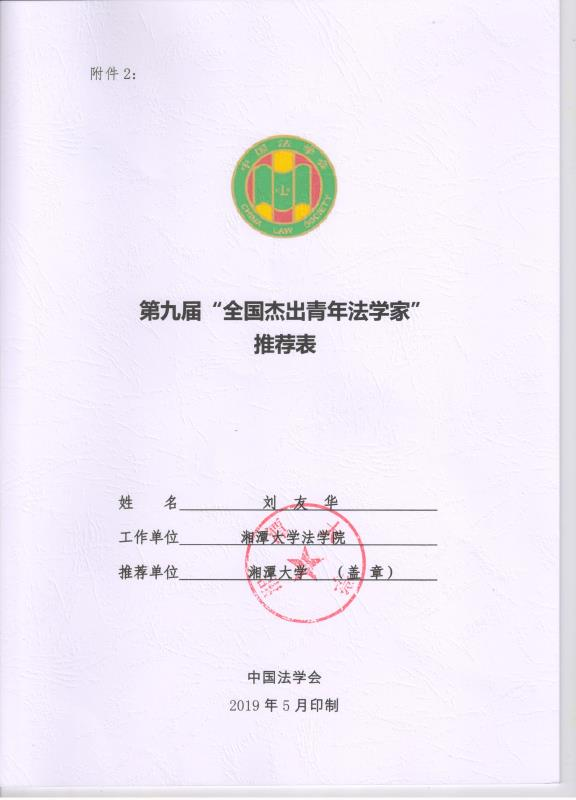 附件 2:
中国法学会
CHINA LAW SOCIETY
第九届“全国杰出青年法学家”
推荐表
姓 名 刘 友 华
工作单位 湘潭大学法学院
推荐单位 湘潭大学 （盖 章）
中国法学会
2019 年 5 月印制